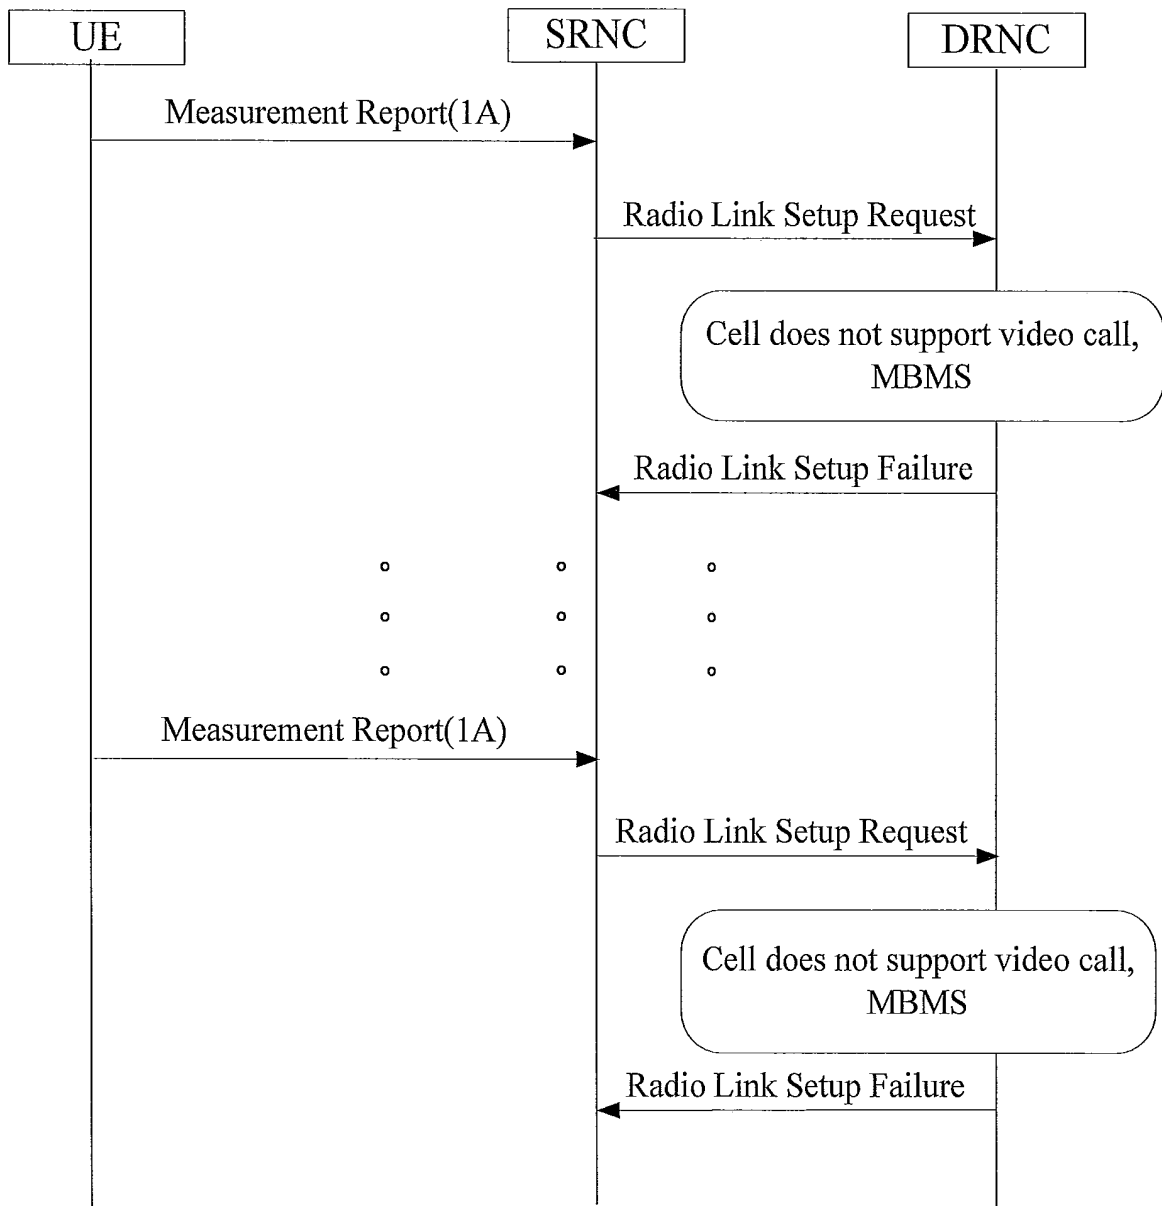 UE
SRNC
DRNC
Measurement Report(1A)
Radio Link Setup Request
Cell does not support video call,
MBMS
Radio Link Setup Failure
Measurement Report(1A)
Radio Link Setup Request
Cell does not support video call,
MBMS
Radio Link Setup Failure